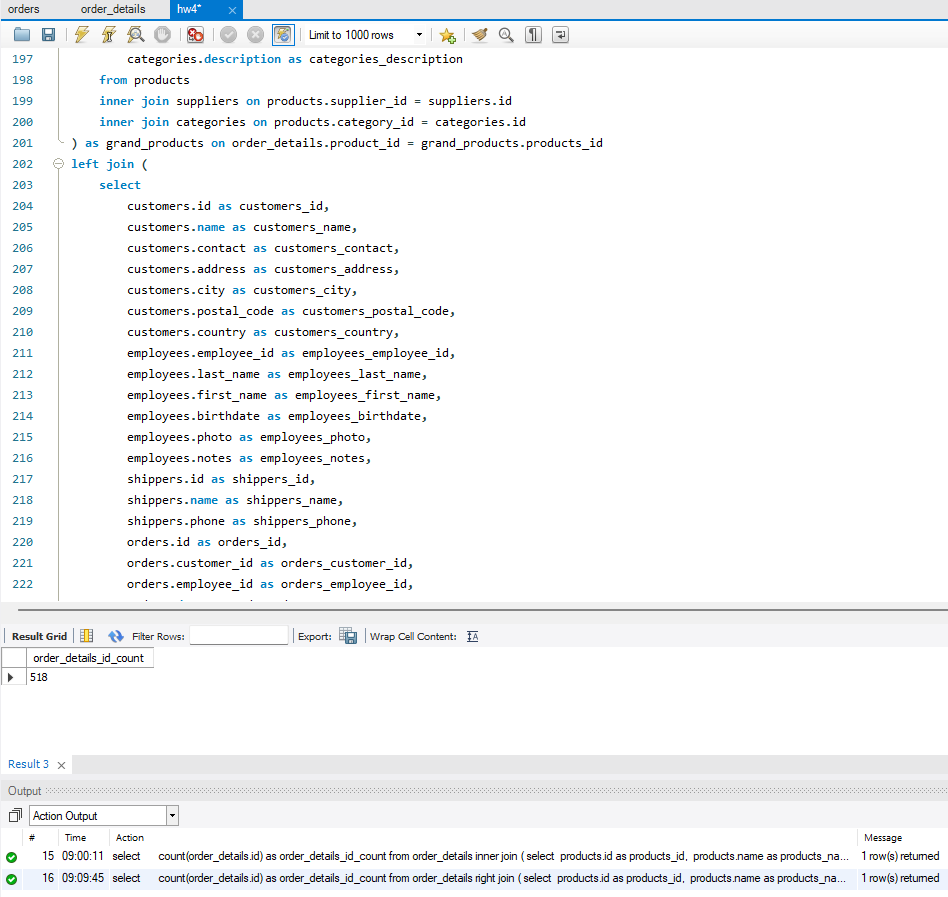 orders order_details hw4*
Limit to 1000 rows
197 categories.description as categories_description
198 from products
199 inner join suppliers on products.supplier_id = suppliers.id
200 inner join categories on products.category_id = categories.id
201 ) as grand_products on order_details.product_id = grand_products.products_id
202 left join (
203 select
204 customers.id as customers_id,
205 customers.name as customers_name,
206 customers.contact as customers_contact,
207 customers.address as customers_address,
208 customers.city as customers_city,
209 customers.postal_code as customers_postal_code,
210 customers.country as customers_country,
211 employees.employee_id as employees_employee_id,
212 employees.last_name as employees_last_name,
213 employees.first_name as employees_first_name,
214 employees.birthdate as employees_birthdate,
215 employees.photo as employees_photo,
216 employees.notes as employees_notes,
217 shippers.id as shippers_id,
218 shippers.name as shippers_name,
219 shippers.phone as shippers_phone,
220 orders.id as orders_id,
221 orders.customer_id as orders_customer_id,
222 orders.employee_id as orders_employee_id,
Result Grid Filter Rows: Export: Wrap Cell Content:
order_details_id_count
518
Result 3
Output
Action Output
# Time Action Message
15 09:00:11 select count(order_details.id) as order_details_id_count from order_details inner join ( select products.id as products_id, products.name as products_na... 1 row(s) returned
16 09:09:45 select count(order_details.id) as order_details_id_count from order_details right join ( select products.id as products_id, products.name as products_na... 1 row(s) returned